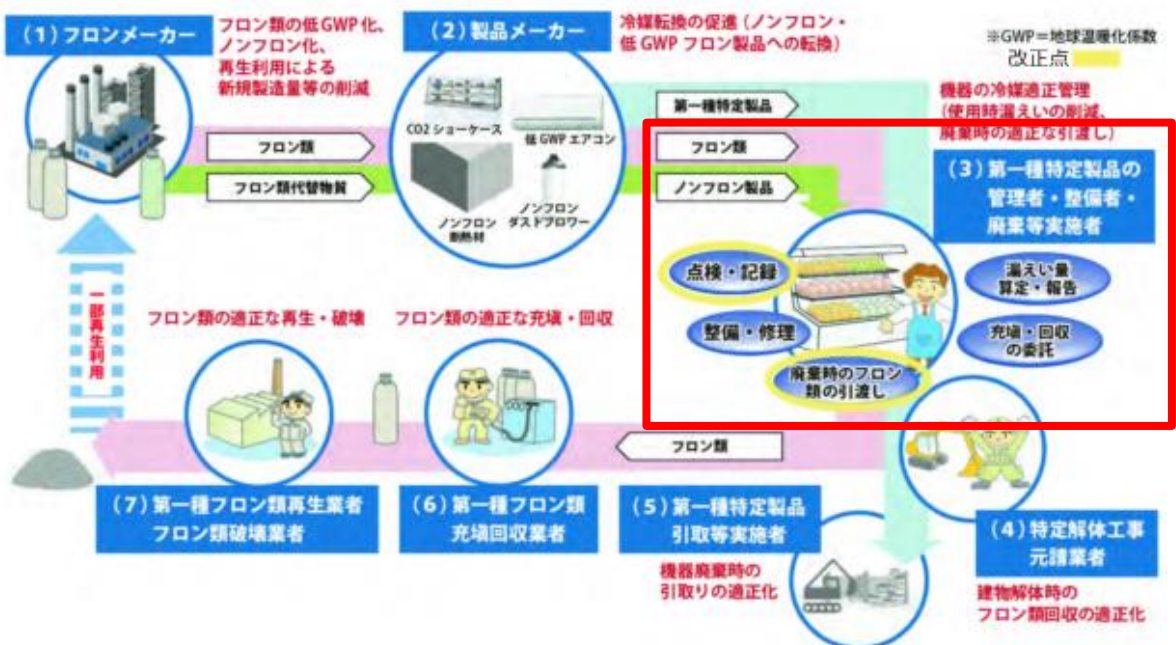 (1)フロンメーカー
フロン類の低GWP化、
ノンフロン化、
再生利用による
新規製造量等の削減
(2)製品メーカー
冷媒転換の促進(ノンフロン・
低GWPフロン製品への転換)
※GWP=地球温暖化係数
改正点
CO2ショーケース
低GWPエアコン
ノンフロン
断熱材
ノンフロン
ダストブロワー
フロン類
フロン類代替物質
第一種特定製品
フロン類
ノンフロン製品
機器の冷媒適正管理
(使用時漏えいの削減、
廃棄時の適正な引渡し)
(3)第一種特定製品の
管理者・整備者・
廃棄等実施者
点検・記録
整備・修理
廃棄時のフロン
類の引渡し
漏えい量
算定・報告
充塡・回収
の委託
一部再生利用
フロン類の適正な再生・破壊
フロン類の適正な充塡・回収
フロン類
(7)第一種フロン類再生業者
フロン類破壊業者
(6)第一種フロン類
充塡回収業者
(5)第一種特定製品
引取等実施者
機器廃棄時の
引取りの適正化
(4)特定解体工事
元請業者
建物解体時の
フロン類回収の適正化